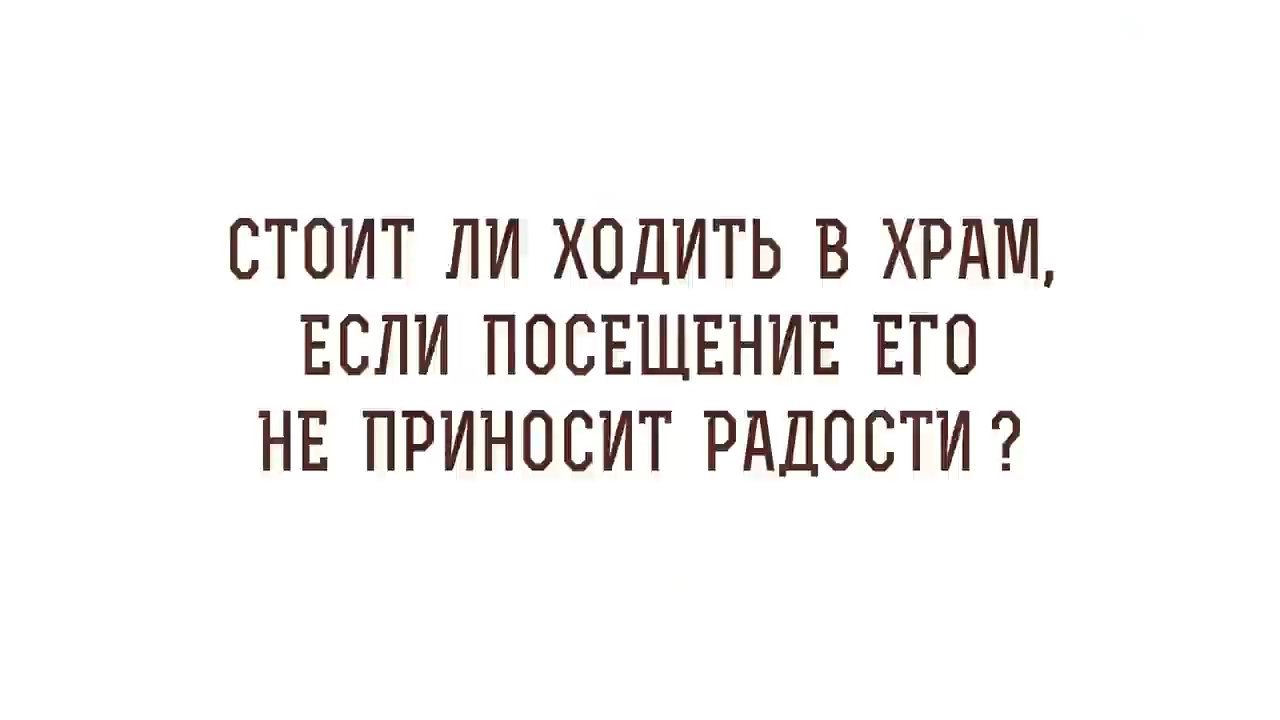 СТОИТ ЛИ ХОДИТЬ В ХРАМ,
ЕСЛИ ПОСЕЩЕНИЕ ЕГО
НЕ ПРИНОСИТ РАДОСТИ ?